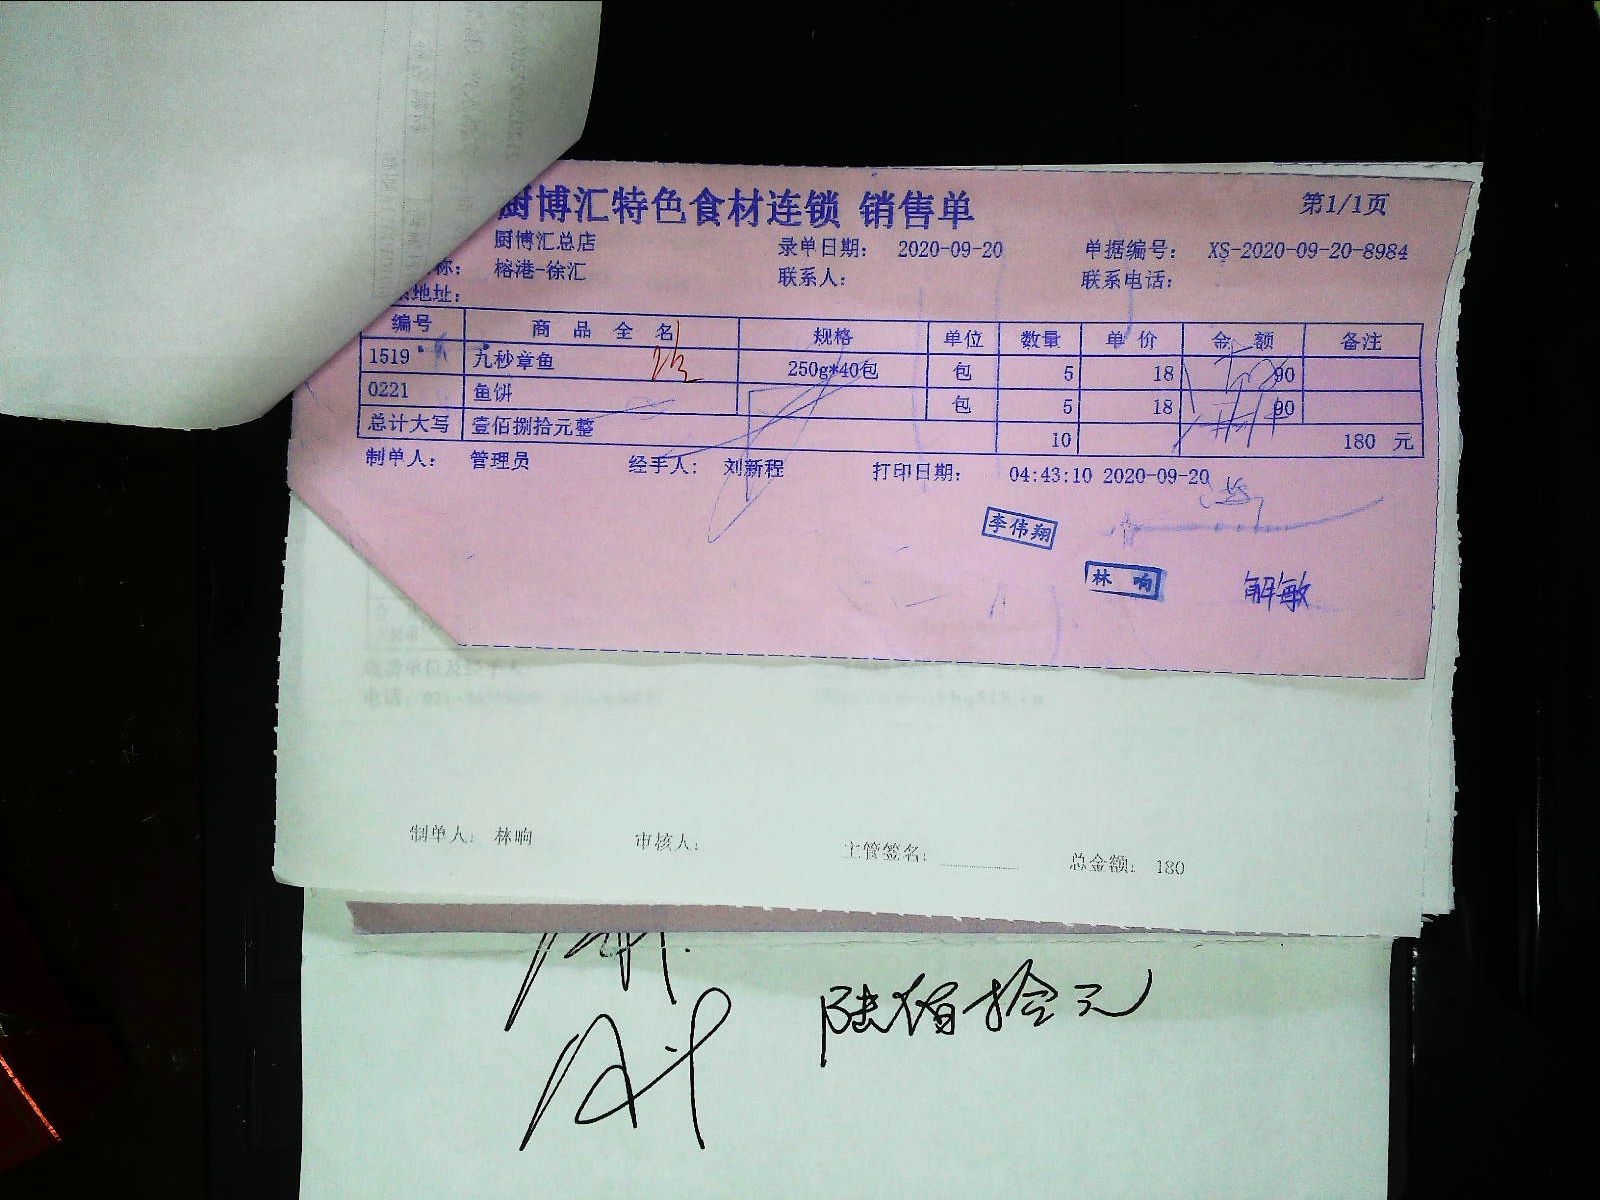 厨博汇特色食材连锁 销售单 第1/1页
厨博汇总店 录单日期: 2020-09-20 单据编号: XS-2020-09-20-8984
称: 榕港-徐汇 联系人: 联系电话:
地址:
编号 商品全名 规格 单位 数量 单价 金额 备注
1519 九秒章鱼 250g*40包 包 5 18 90
0221 鱼饼 包 5 18 90
总计大写 壹佰捌拾元整 10 180 元
制单人: 管理员 经手人: 刘新程 打印日期: 04:43:10 2020-09-20
李伟翔
林响
解敏
制单人: 林响 审核人: 主管签名: 总金额: 180
陆佰拾元